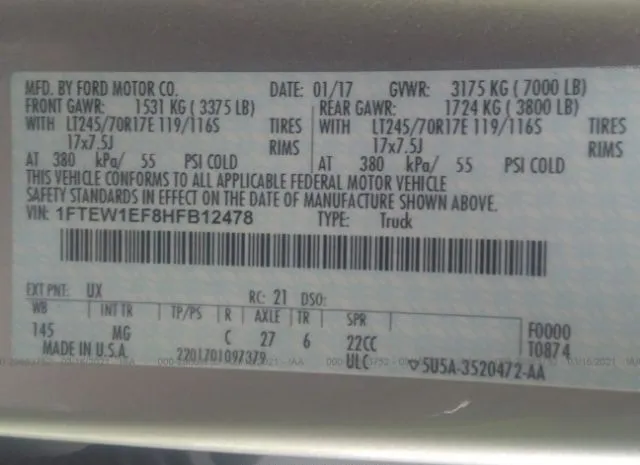 MFD. BY FORD MOTOR CO. DATE: 01/17 GVWR: 3175 KG ( 7000 LB)
FRONT GAWR: 1531 KG ( 3375 LB) REAR GAWR: 1724 KG ( 3800 LB)
WITH LT245/70R17E 119/116S TIRES WITH LT245/70R17E 119/116S TIRES
17x7.5J RIMS 17x7.5J RIMS
AT 380 kPa/ 55 PSI COLD AT 380 kPa/ 55 PSI COLD
THIS VEHICLE CONFORMS TO ALL APPLICABLE FEDERAL MOTOR VEHICLE
SAFETY STANDARDS IN EFFECT ON THE DATE OF MANUFACTURE SHOWN ABOVE.
VIN: 1FTEW1EF8HFB12478 TYPE: Truck
EXT PNT: UX RC: 21 DSO:
WB INT TR TP/PS R AXLE TR SPR F0000
145 MG C 27 6 22CC T0874
MADE IN U.S.A. 2201701097379 ULC 5U5A-3520472-AA